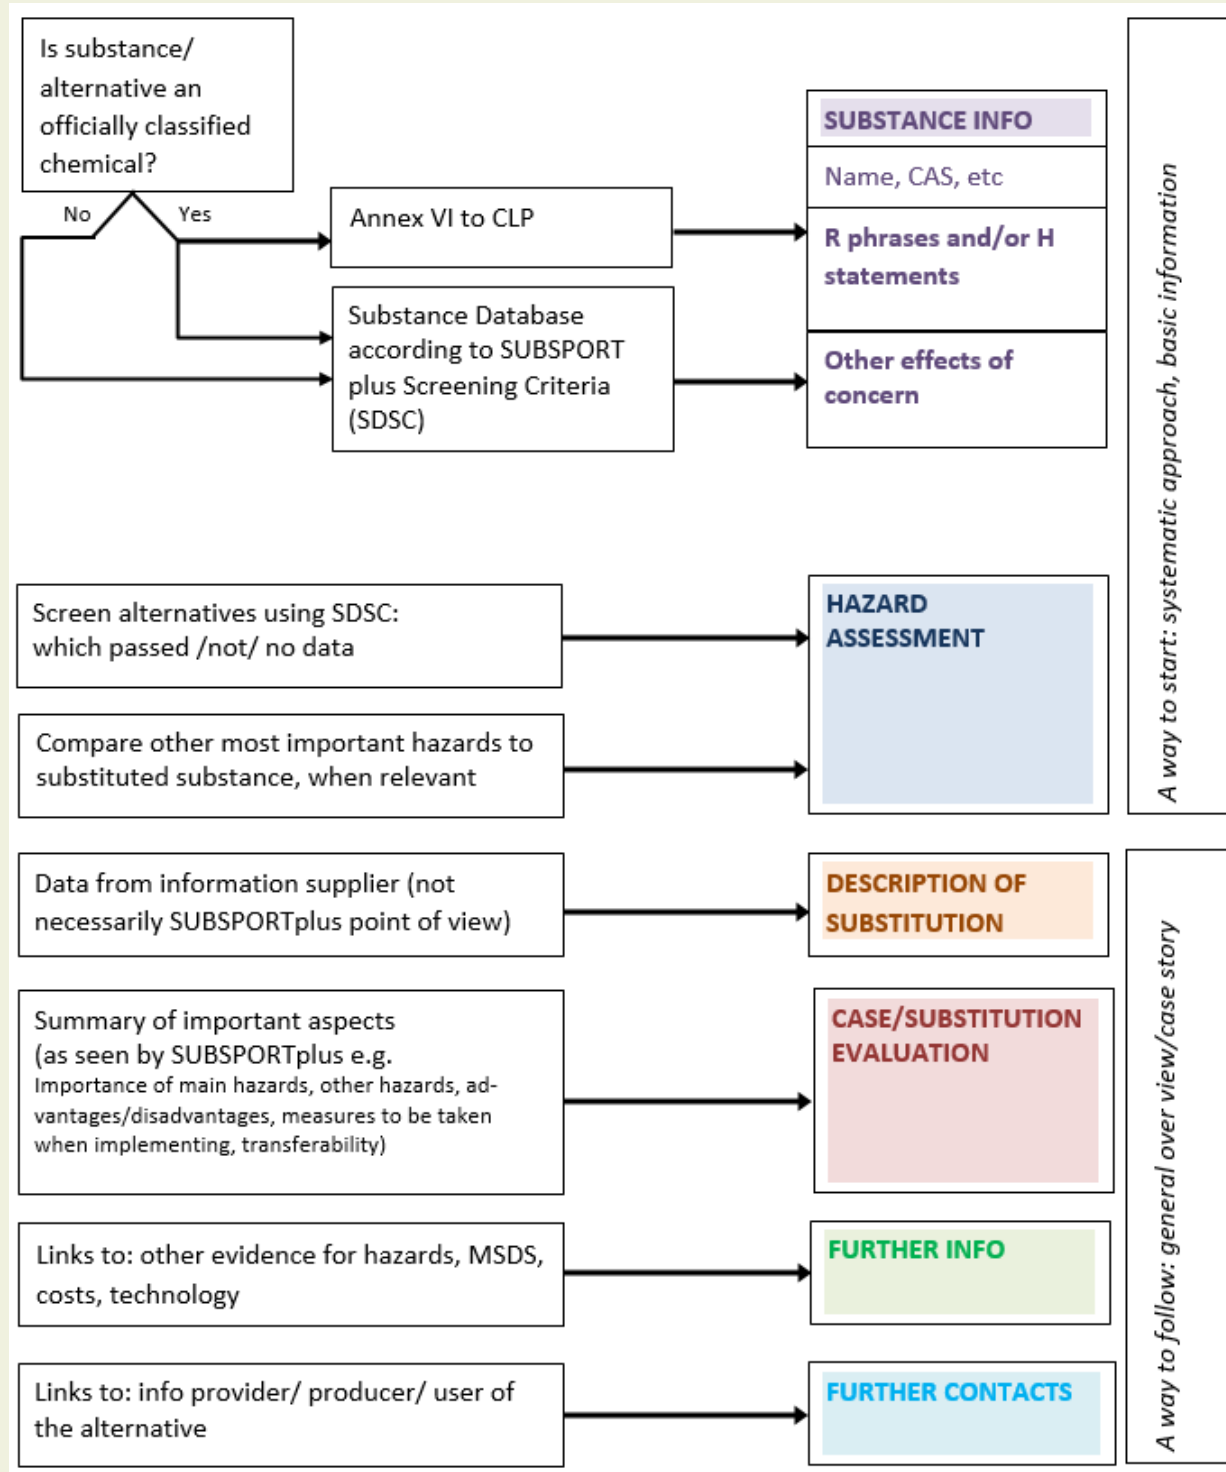 Is substance/
alternative an
officially classified
chemical?
No
Yes
Annex VI to CLP
Substance Database
according to SUBSPORT
plus Screening Criteria
(SDSC)
SUBSTANCE INFO
Name, CAS, etc
R phrases and/or H
statements
Other effects of
concern
A way to start: systematic approach, basic information
Screen alternatives using SDSC:
which passed /not/ no data
Compare other most important hazards to
substituted substance, when relevant
HAZARD
ASSESSMENT
Data from information supplier (not
necessarily SUBSPORTplus point of view)
DESCRIPTION OF
SUBSTITUTION
Summary of important aspects
(as seen by SUBSPORTplus e.g.
Importance of main hazards, other hazards, ad-
vantages/disadvantages, measures to be taken
when implementing, transferability)
CASE/SUBSTITUTION
EVALUATION
Links to: other evidence for hazards, MSDS,
costs, technology
FURTHER INFO
Links to: info provider/ producer/ user of
the alternative
FURTHER CONTACTS
A way to follow: general over view/case story